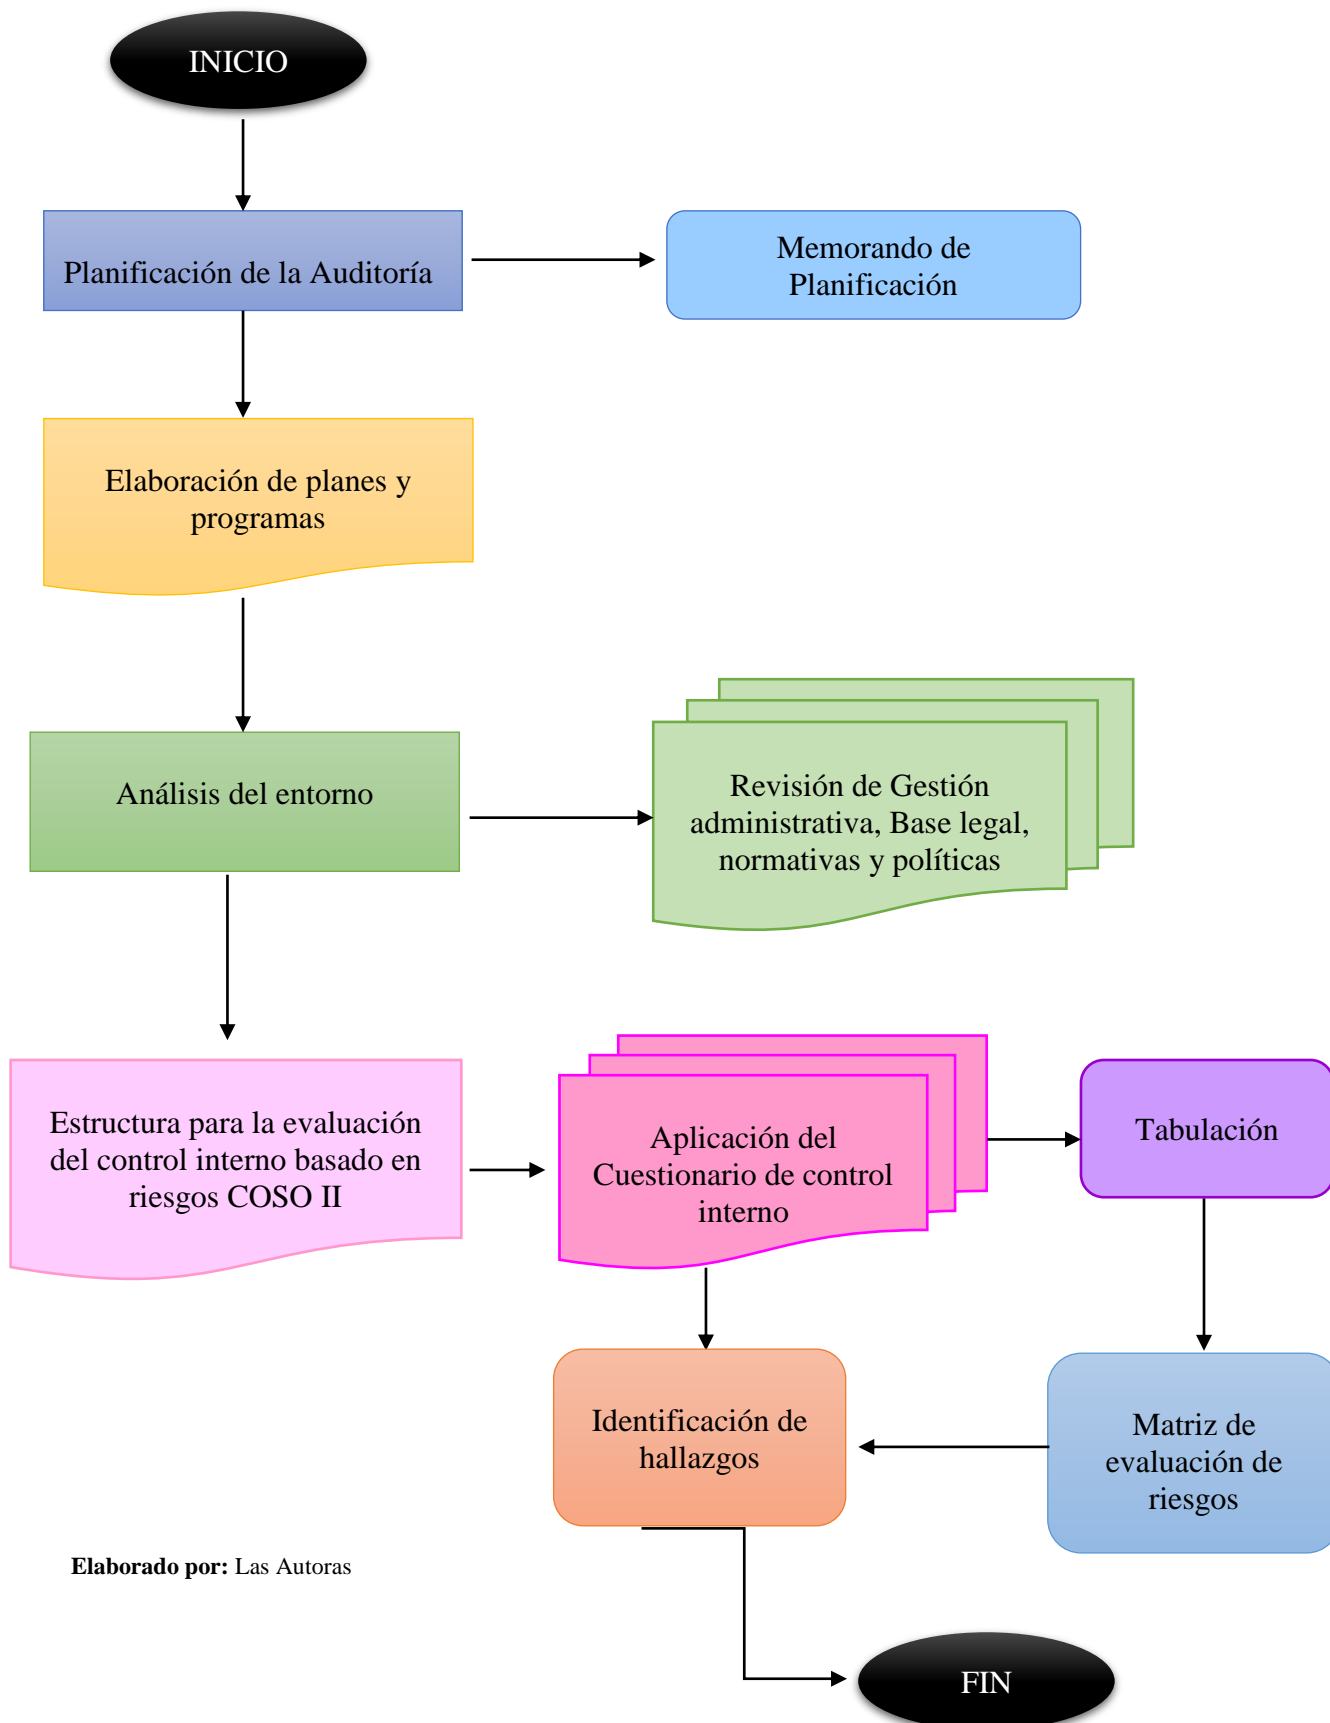 INICIO
Planificación de la Auditoría
Memorando de
Planificación
Elaboración de planes y
programas
Análisis del entorno
Revisión de Gestión
administrativa, Base legal,
normativas y políticas
Estructura para la evaluación
del control interno basado en
riesgos COSO II
Aplicación del
Cuestionario de control
interno
Tabulación
Identificación de
hallazgos
Matriz de
evaluación de
riesgos
Elaborado por: Las Autoras
FIN